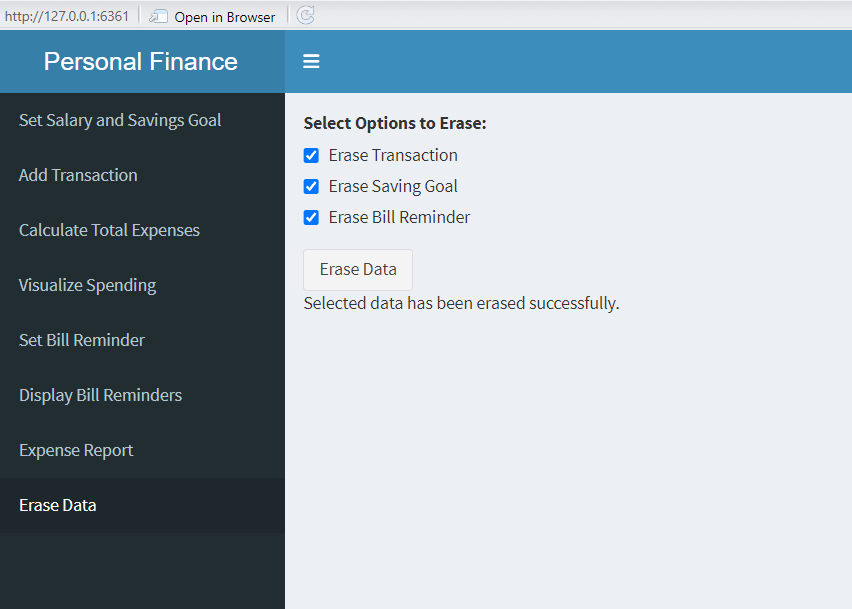 http://127.0.0.1:6361 Open in Browser
Personal Finance
Set Salary and Savings Goal
Add Transaction
Calculate Total Expenses
Visualize Spending
Set Bill Reminder
Display Bill Reminders
Expense Report
Erase Data
Select Options to Erase:
Erase Transaction
Erase Saving Goal
Erase Bill Reminder
Erase Data
Selected data has been erased successfully.